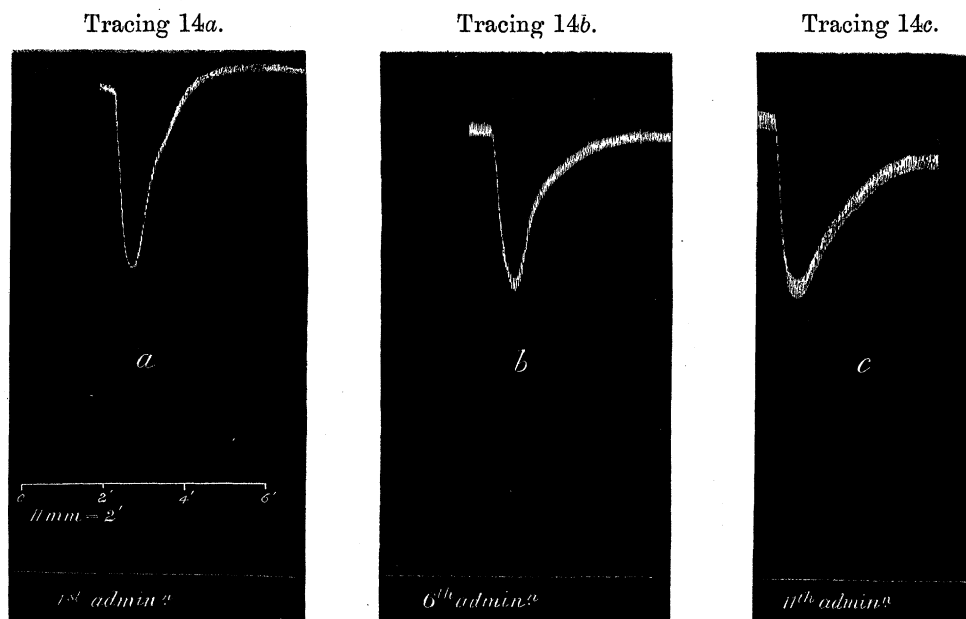 Tracing 14a.
Tracing 14b.
Tracing 14c.
a
b
c
0 2' 4' 6'
11 mm = 2'
1st adminn
6th adminn
11th adminn